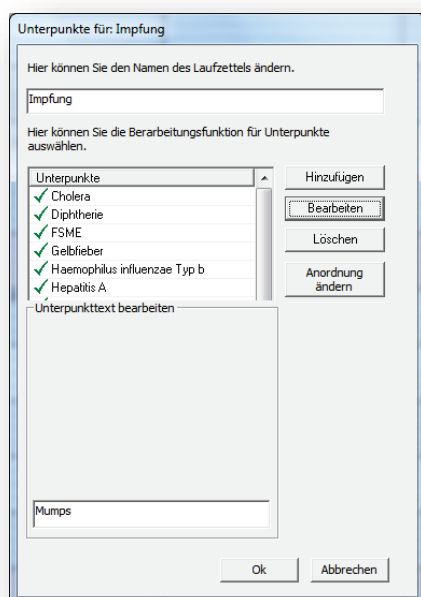 Unterpunkte für: Impfung
Hier können Sie den Namen des Laufzettels ändern.
Impfung
Hier können Sie die Berarbeitungsfunktion für Unterpunkte
auswählen.
Unterpunkte
Cholera
Diphtherie
FSME
Gelbfieber
Haemophilus influenzae Typ b
Hepatitis A
Hinzufügen
Bearbeiten
Löschen
Anordnung
ändern
Unterpunkttext bearbeiten
Mumps
Ok
Abbrechen